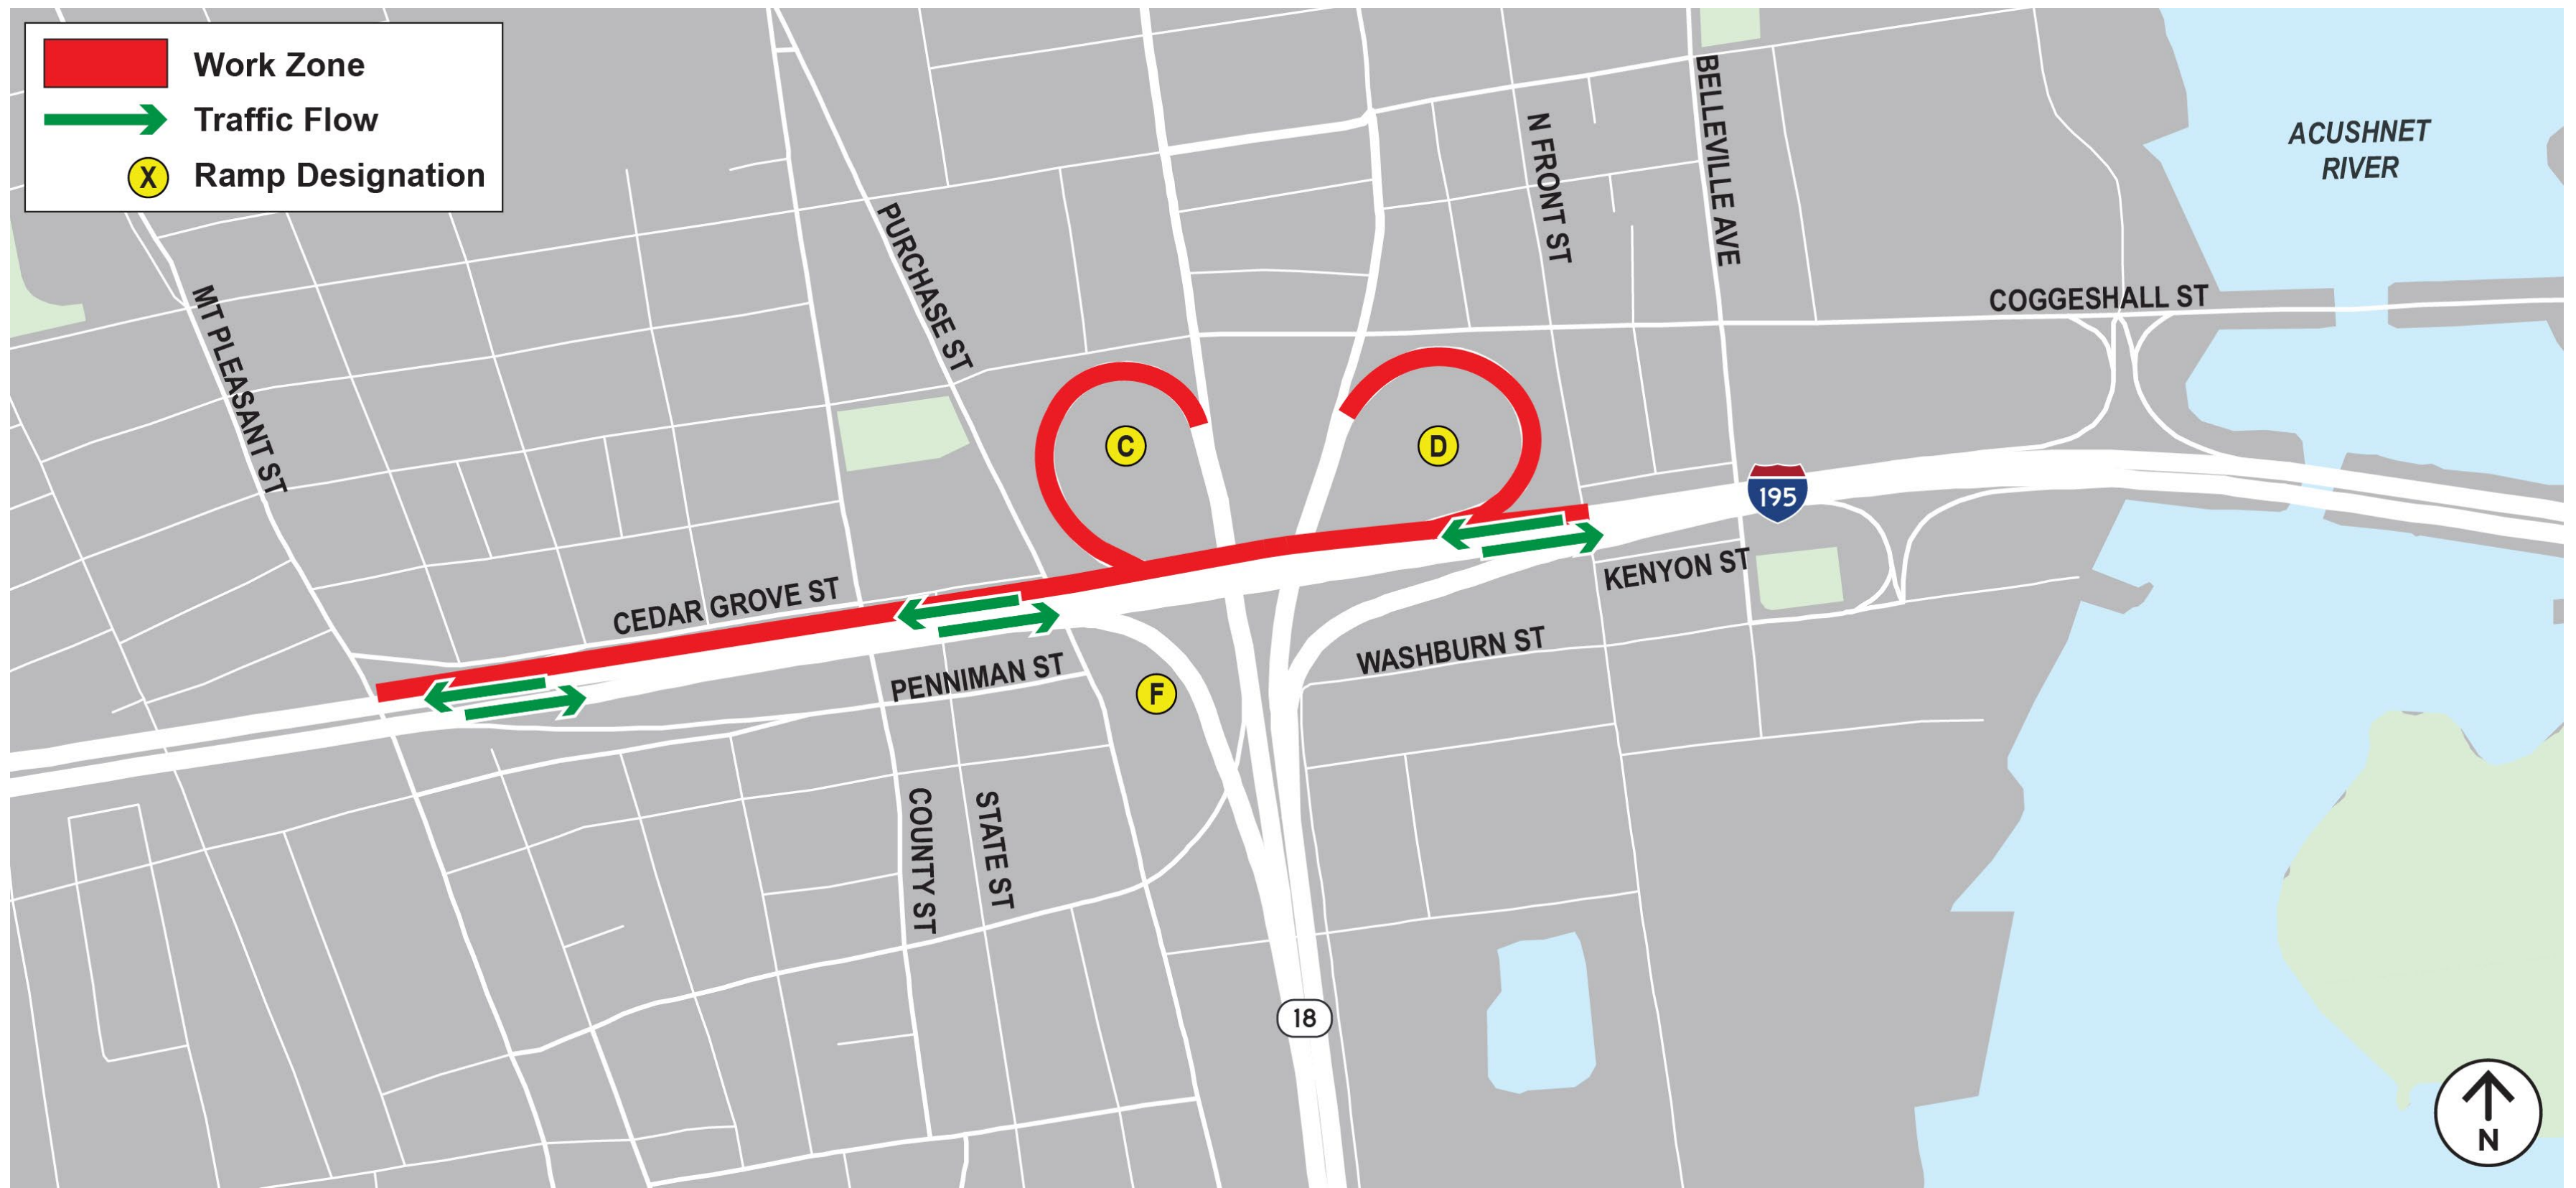 Work Zone
Traffic Flow
X
Ramp Designation
ACUSHNET
RIVER
BELLEVILLE AVE
N FRONT ST
PURCHASE ST
MT PLEASANT ST
COGGESHALL ST
C
D
195
CEDAR GROVE ST
KENYON ST
PENNIMAN ST
WASHBURN ST
F
COUNTY ST
STATE ST
18
N